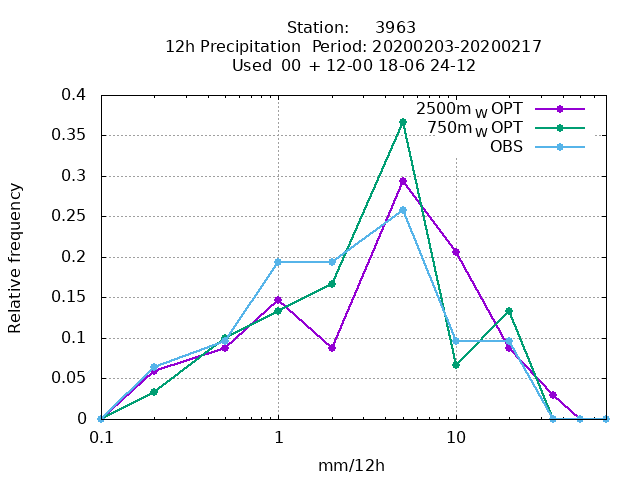 Station: 3963
12h Precipitation Period: 20200203-20200217
Used 00 + 12-00 18-06 24-12
0.4
0.35
0.3
0.25
0.2
0.15
0.1
0.05
0
Relative frequency
2500m W OPT
750m W OPT
OBS
0.1 1 10
mm/12h